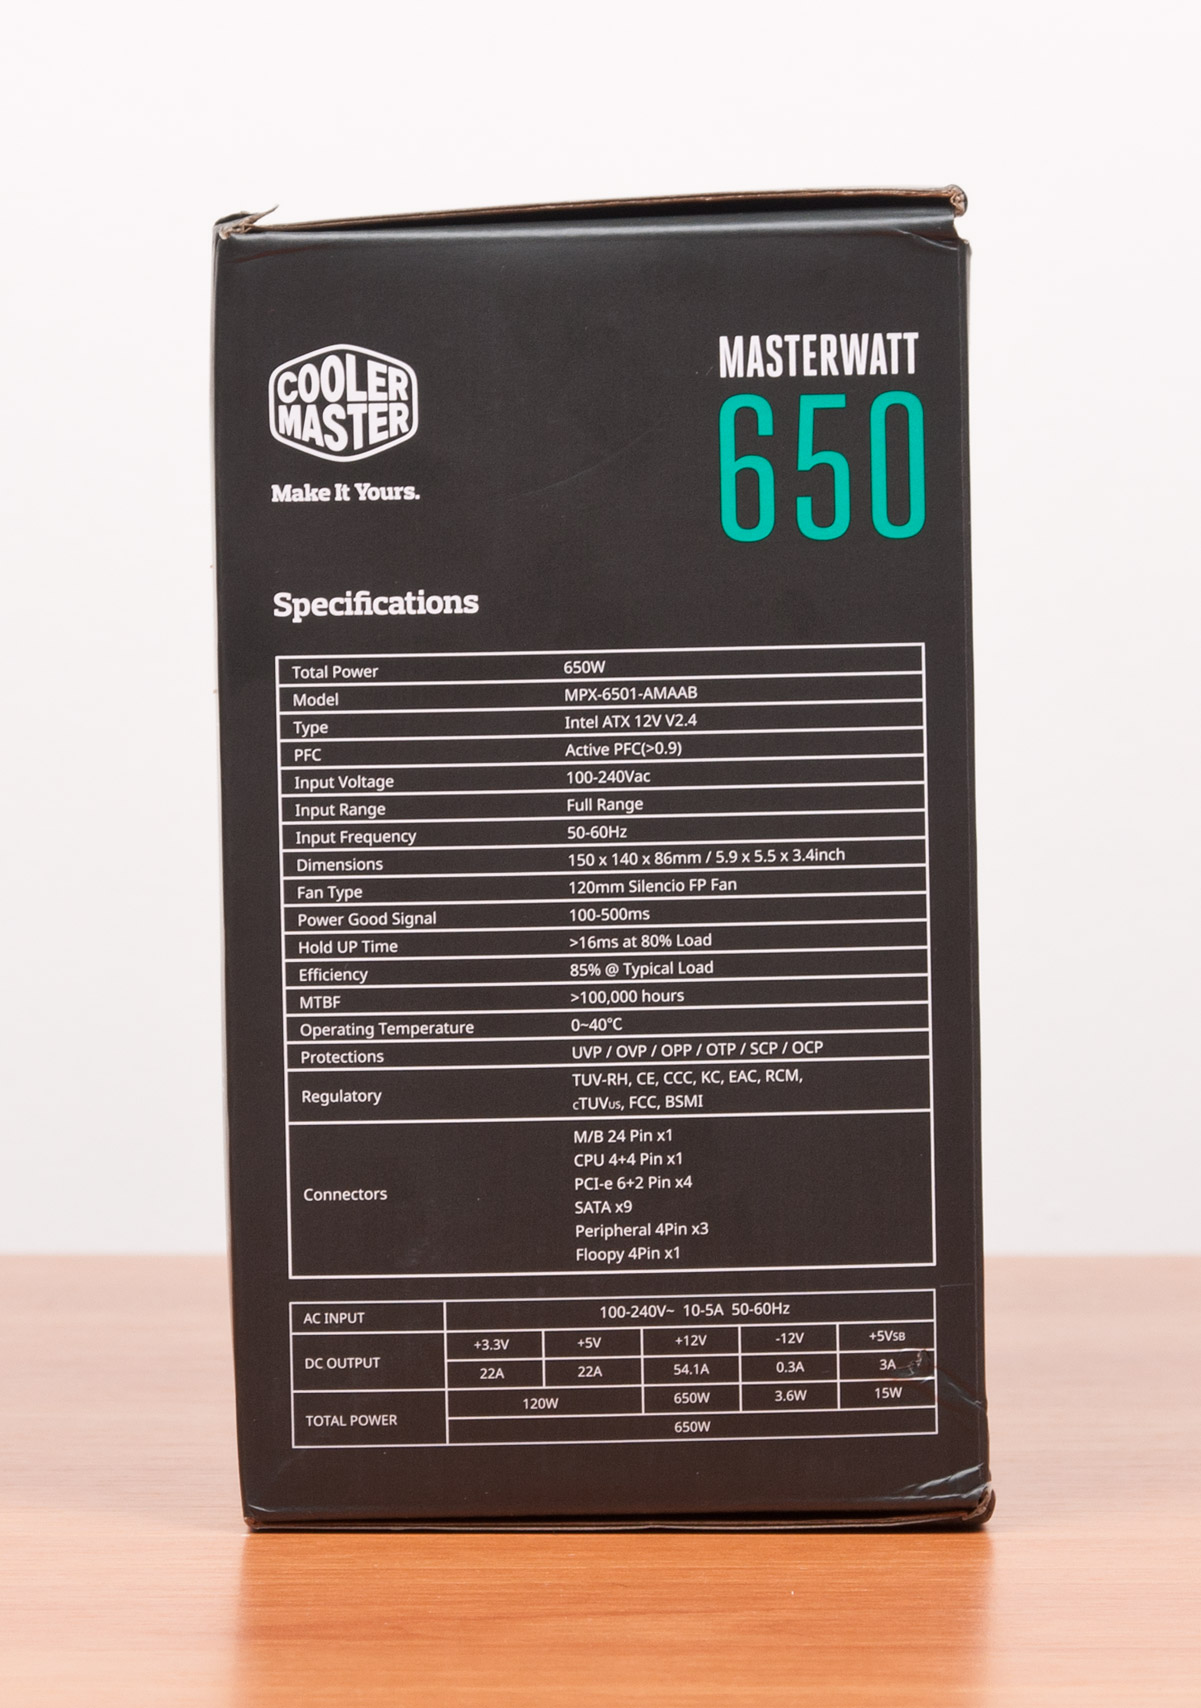 COOLER
MASTER
Make It Yours.
MASTERWATT
650
Specifications
Total Power 650W
Model MPX-6501-AMAAB
Type Intel ATX 12V V2.4
PFC Active PFC(>0.9)
Input Voltage 100-240Vac
Input Range Full Range
Input Frequency 50-60Hz
Dimensions 150 x 140 x 86mm / 5.9 x 5.5 x 3.4inch
Fan Type 120mm Silencio FP Fan
Power Good Signal 100-500ms
Hold UP Time >16ms at 80% Load
Efficiency 85% @ Typical Load
MTBF >100,000 hours
Operating Temperature 0~40°C
Protections UVP / OVP / OPP / OTP / SCP / OCP
Regulatory TUV-RH, CE, CCC, KC, EAC, RCM,
cTUVus, FCC, BSMI
Connectors
M/B 24 Pin x1
CPU 4+4 Pin x1
PCI-e 6+2 Pin x4
SATA x9
Peripheral 4Pin x3
Floopy 4Pin x1
AC INPUT 100-240V~ 10-5A 50-60Hz
DC OUTPUT
+3.3V +5V +12V -12V +5VSB
22A 22A 54.1A 0.3A 3A
TOTAL POWER
120W 650W 3.6W 15W
650W